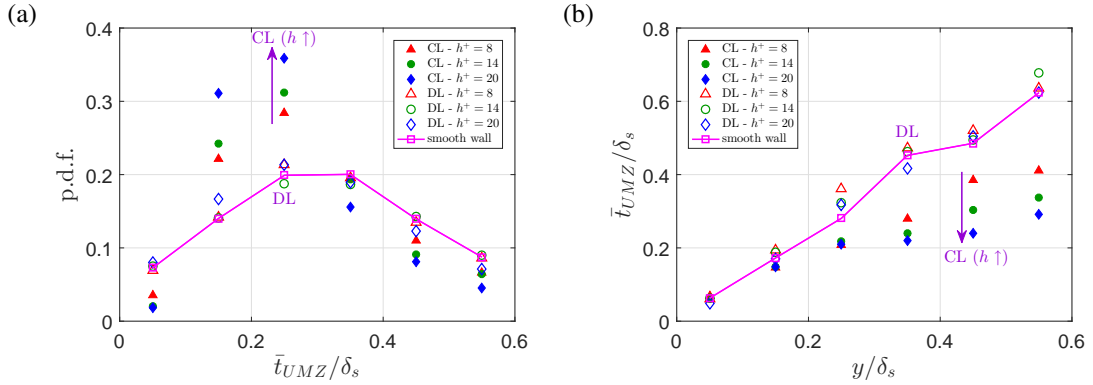 (a)
0.4
0.3
0.2
0.1
0
p.d.f.
CL (h ↑)
CL - h⁺ = 8
CL - h⁺ = 14
CL - h⁺ = 20
DL - h⁺ = 8
DL - h⁺ = 14
DL - h⁺ = 20
smooth wall
DL
0 0.2 0.4 0.6
t̄_UMZ/δ_s
(b)
0.8
0.6
0.4
0.2
0
t̄_UMZ/δ_s
CL - h⁺ = 8
CL - h⁺ = 14
CL - h⁺ = 20
DL - h⁺ = 8
DL - h⁺ = 14
DL - h⁺ = 20
smooth wall
DL
CL (h ↑)
0 0.2 0.4 0.6
y/δ_s